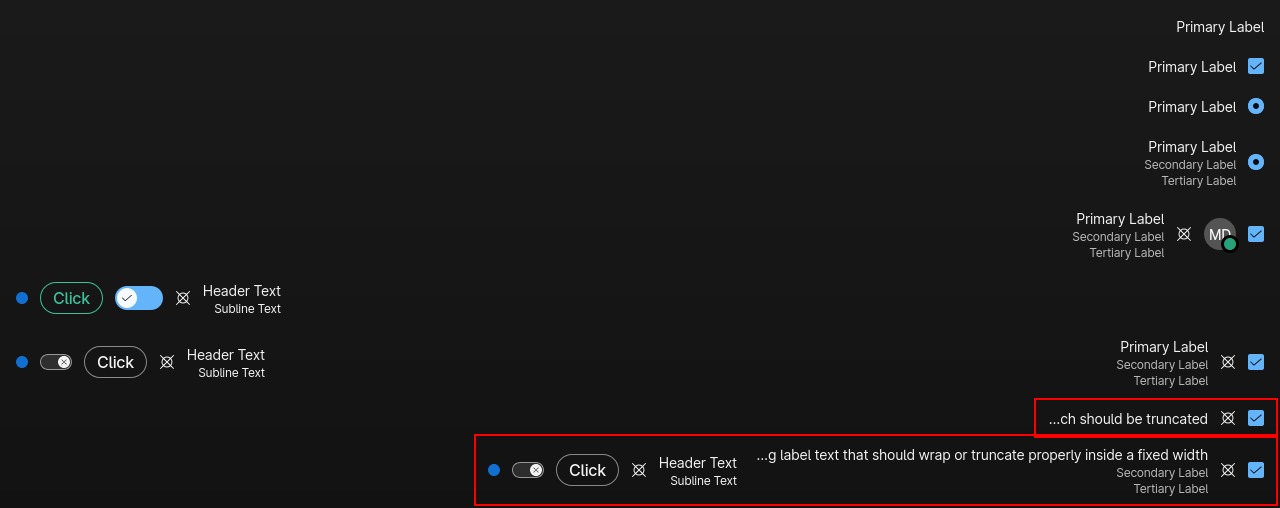 Primary Label
Primary Label
Primary Label
Primary Label
Secondary Label
Tertiary Label
Primary Label
Secondary Label
Tertiary Label
MD
Click
Header Text
Subline Text
Click
Header Text
Subline Text
Primary Label
Secondary Label
Tertiary Label
...ch should be truncated
Click
Header Text
Subline Text
...g label text that should wrap or truncate properly inside a fixed width
Secondary Label
Tertiary Label